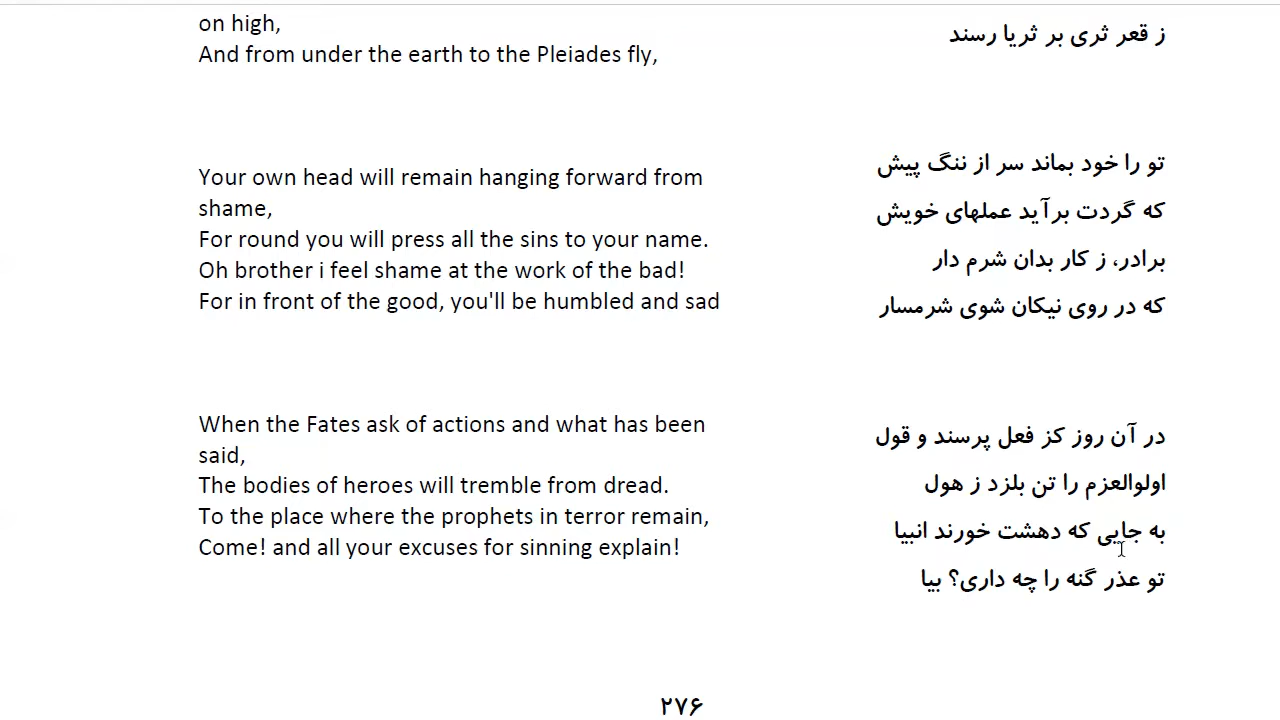 on high,
And from under the earth to the Pleiades fly,
ز قعر ثری بر ثریا رسند
Your own head will remain hanging forward from
shame,
For round you will press all the sins to your name.
Oh brother i feel shame at the work of the bad!
For in front of the good, you'll be humbled and sad
تو را خود بماند سر از ننگ پیش
که گردت برآید عملهای خویش
برادر، ز کار بدان شرم دار
که در روی نیکان شوی شرمسار
When the Fates ask of actions and what has been
said,
The bodies of heroes will tremble from dread.
To the place where the prophets in terror remain,
Come! and all your excuses for sinning explain!
در آن روز کز فعل پرسند و قول
اولوالعزم را تن بلزد ز هول
به جایی که دهشت خورند انبیا
تو عذر گنه را چه داری؟ بیا
۲۷۶